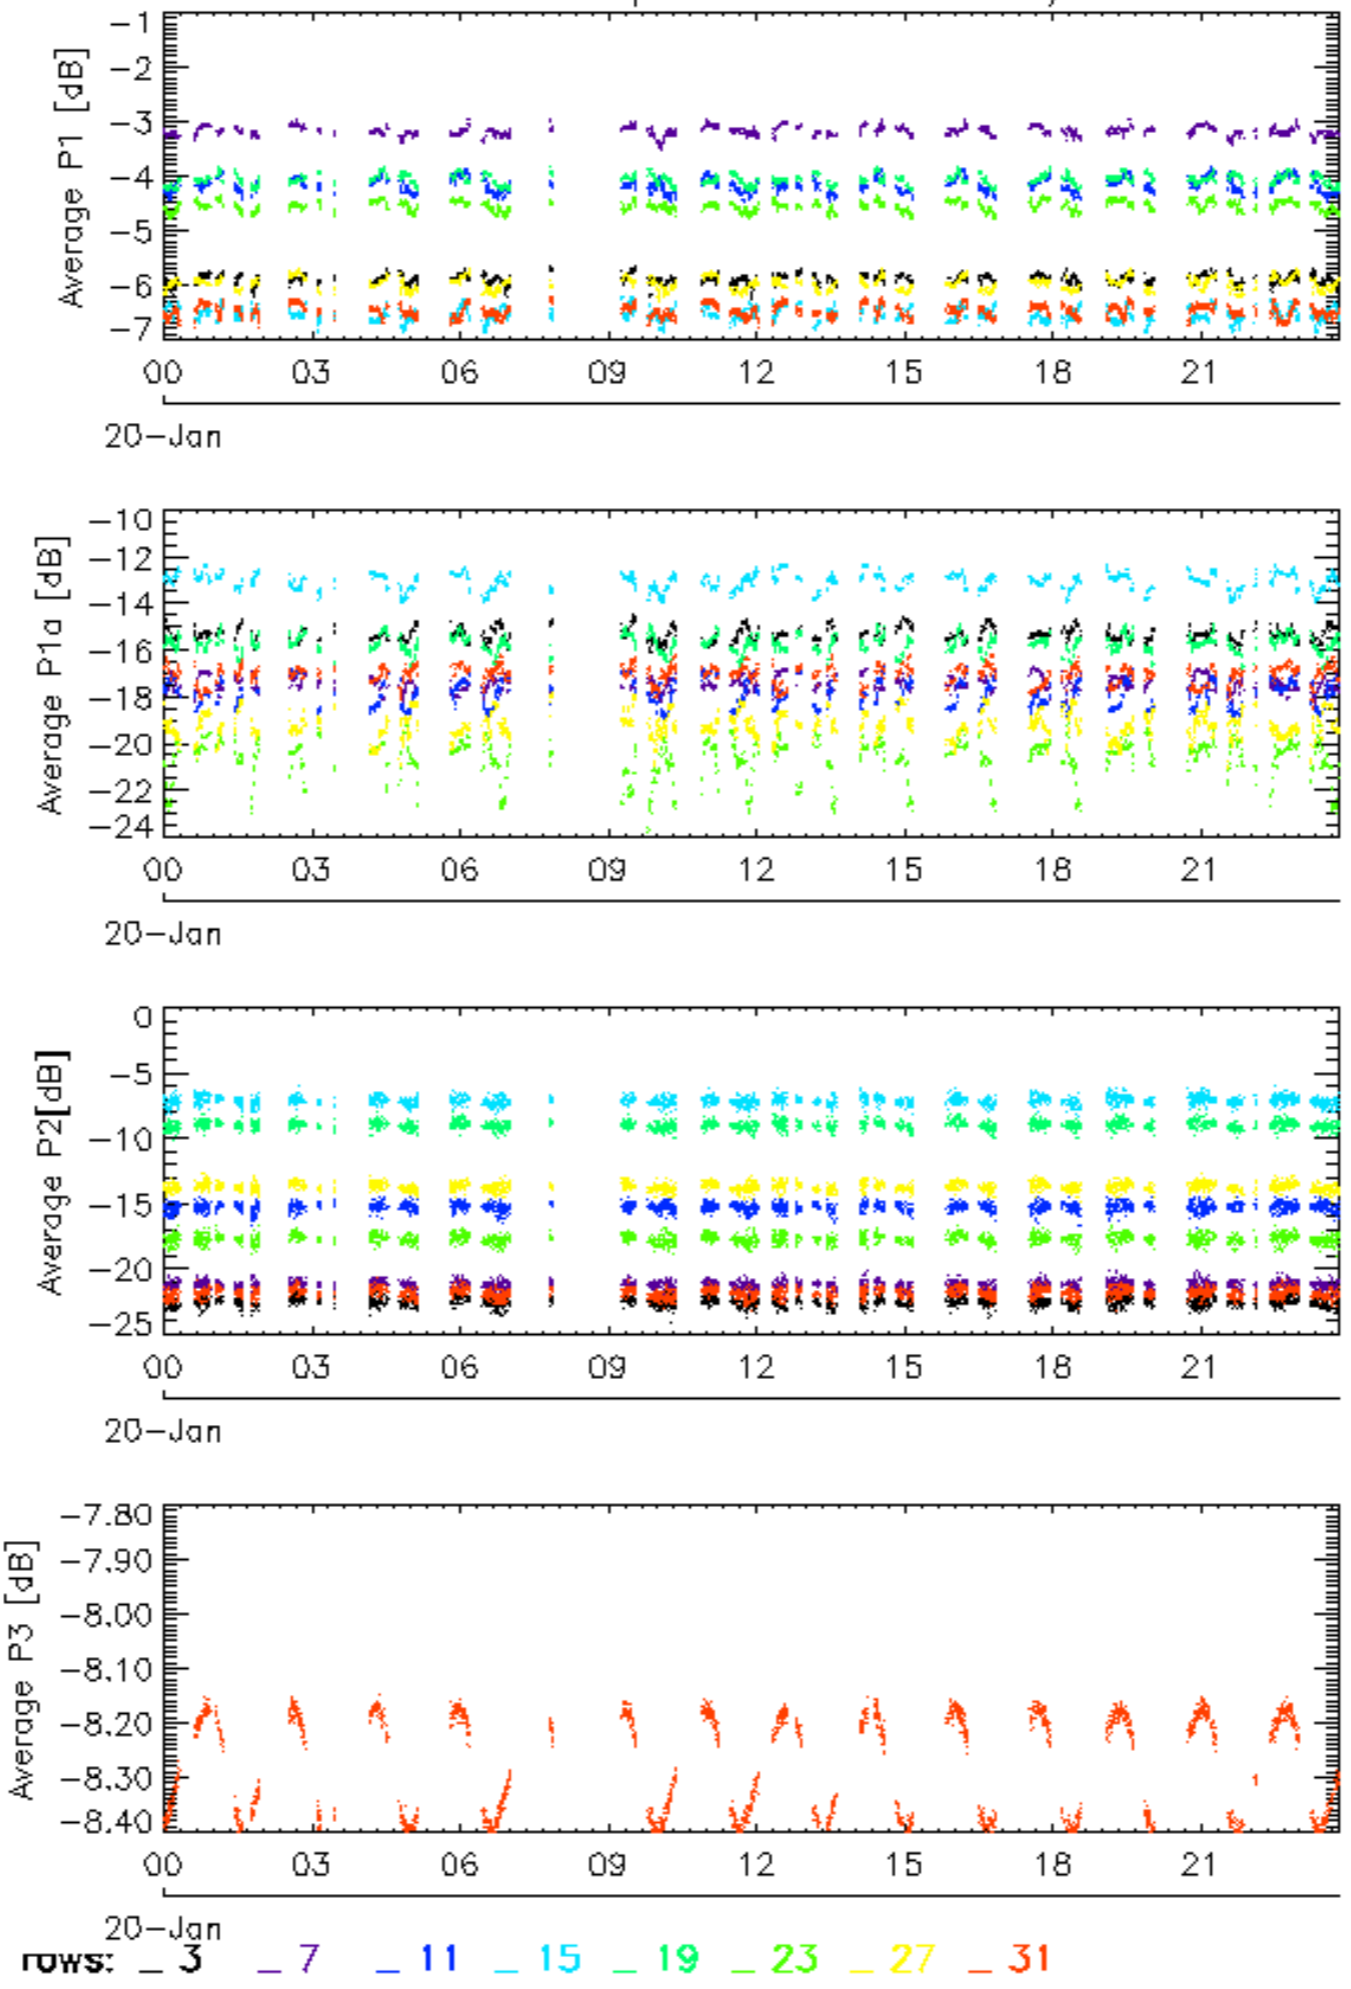 Average P1 [dB]
-1
-2
-3
-4
-5
-6
-7
00 03 06 09 12 15 18 21
20-Jan
Average P1a [dB]
-10
-12
-14
-16
-18
-20
-22
-24
00 03 06 09 12 15 18 21
20-Jan
Average P2[dB]
0
-5
-10
-15
-20
-25
00 03 06 09 12 15 18 21
20-Jan
Average P3 [dB]
-7.80
-7.90
-8.00
-8.10
-8.20
-8.30
-8.40
00 03 06 09 12 15 18 21
20-Jan
rows: _ 3 _ 7 _ 11 _ 15 _ 19 _ 23 _ 27 _ 31